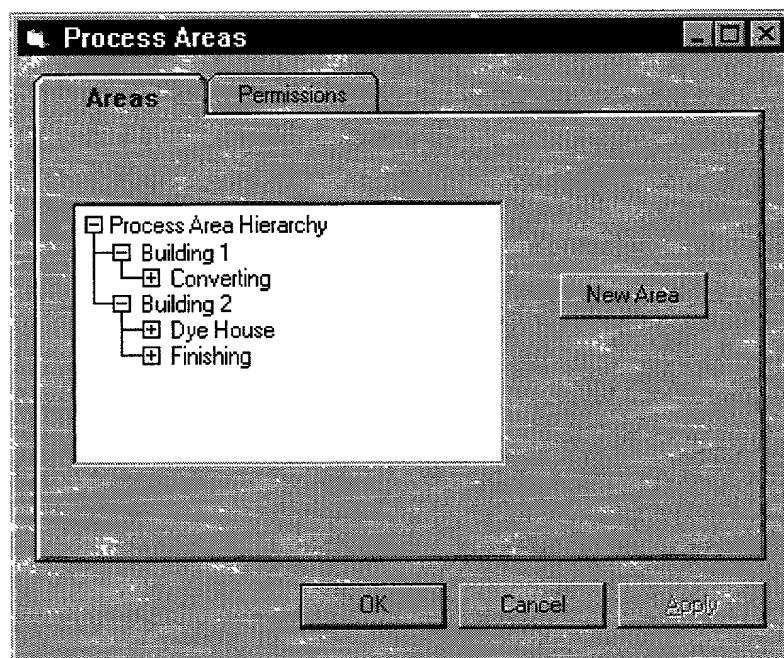 Process Areas
Areas
Permissions
Process Area Hierarchy
Building 1
Converting
Building 2
Dye House
Finishing
New Area
OK
Cancel
Apply